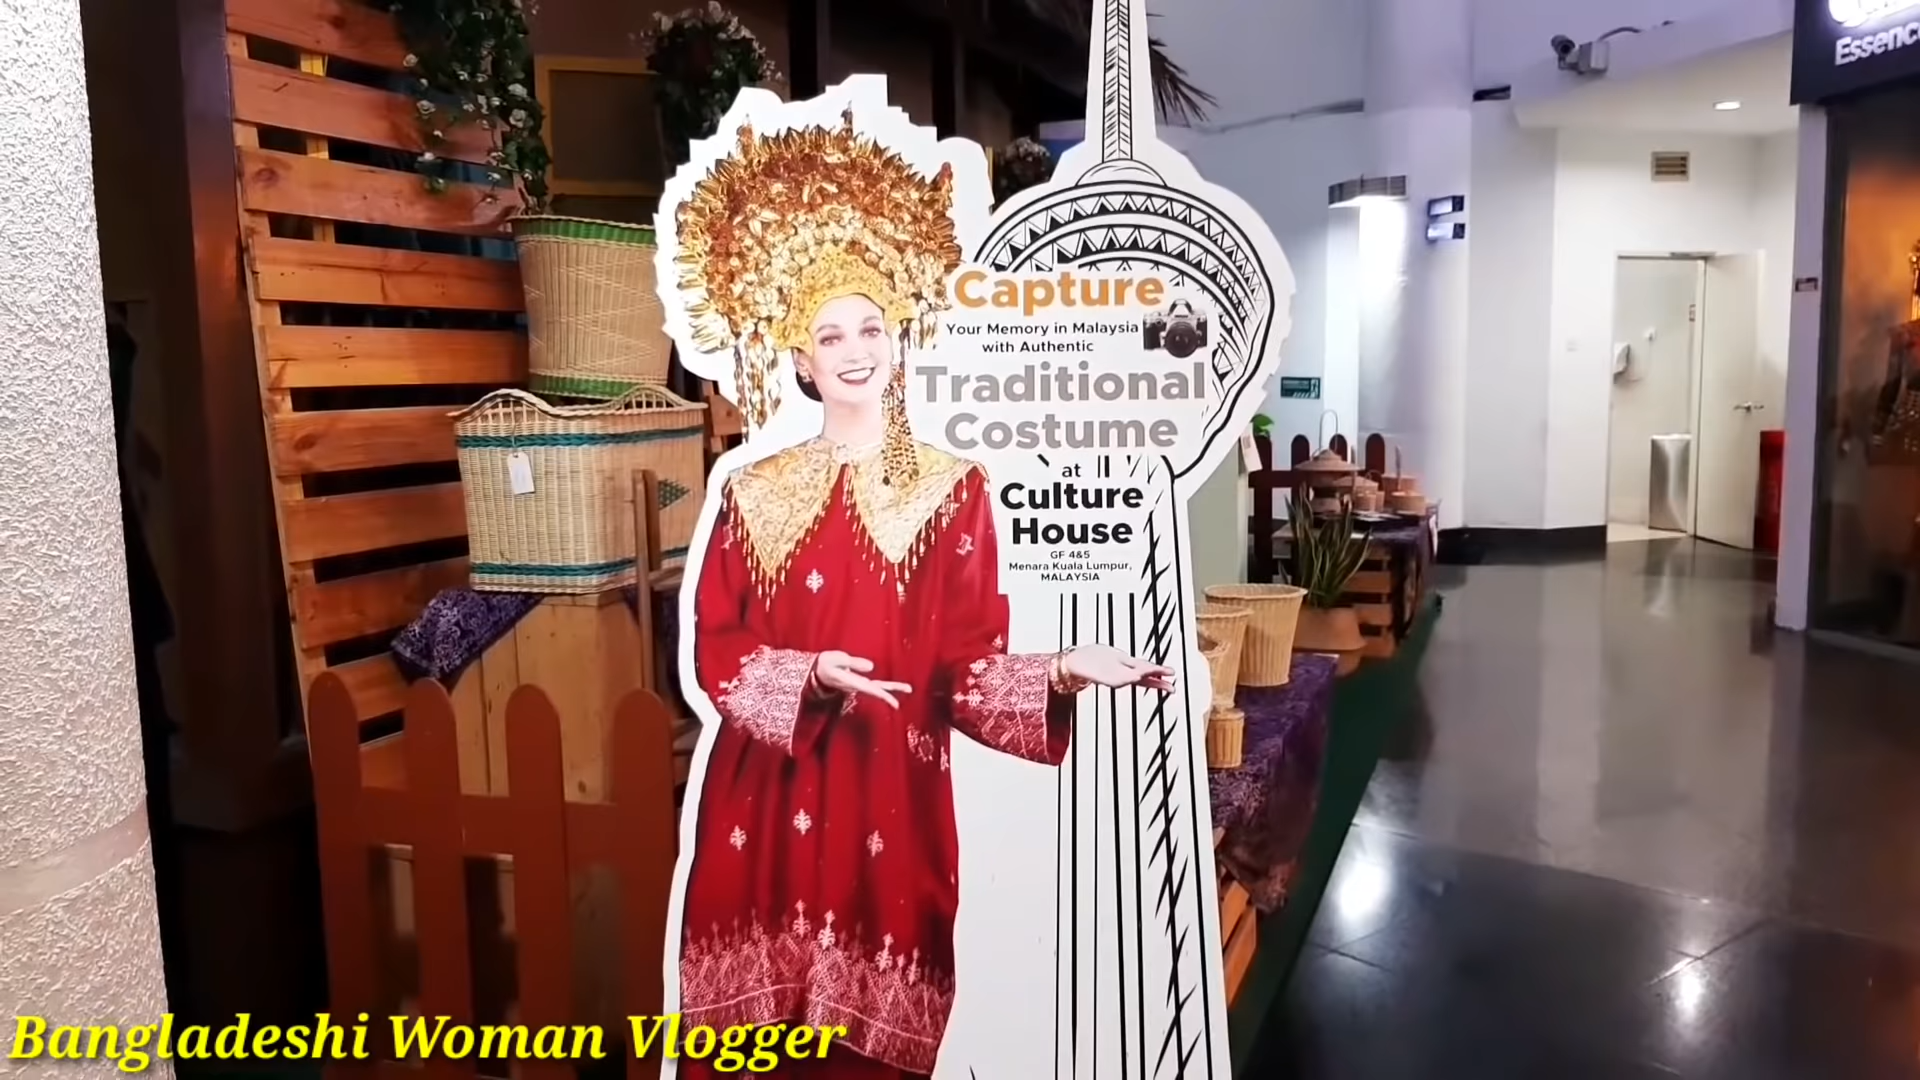 Essence
Capture
Your Memory in Malaysia
with Authentic
Traditional
Costume
at
Culture
House
GF 4&5
Menara Kuala Lumpur,
MALAYSIA
Bangladeshi Woman Vlogger